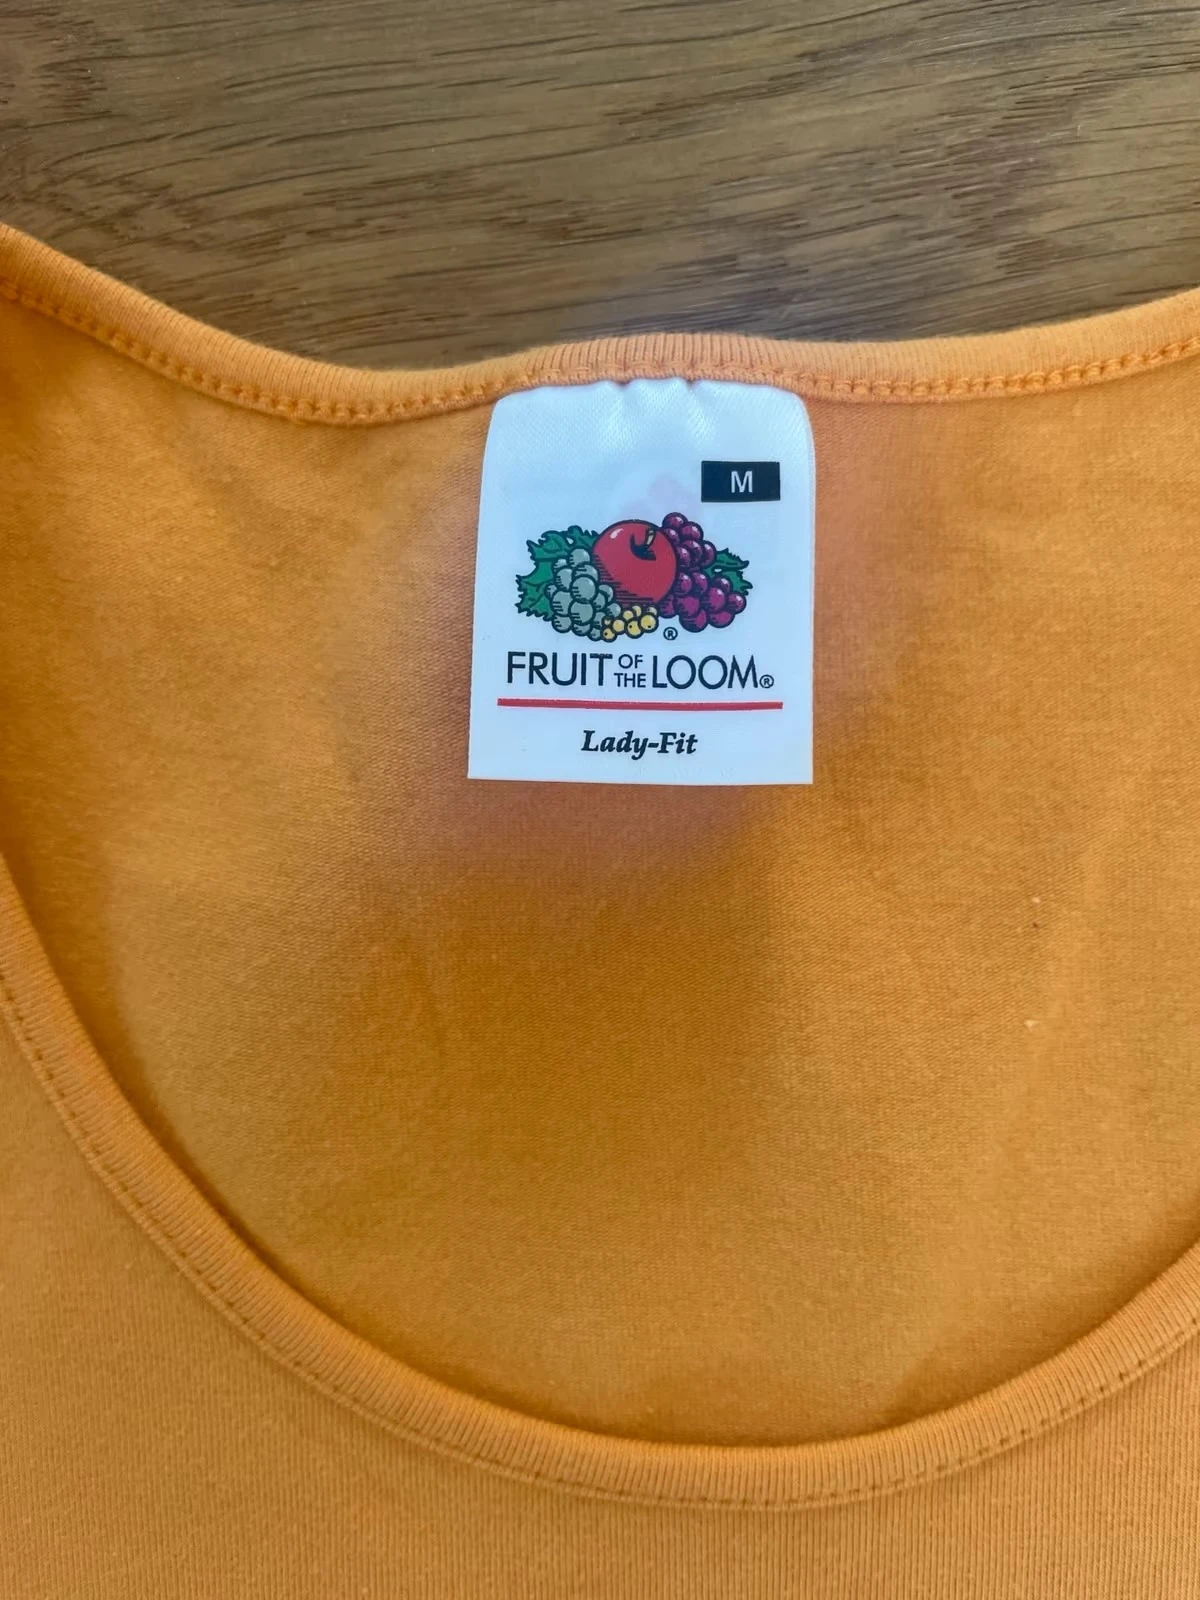 M
®
FRUIT OF THE LOOM®
Lady-Fit